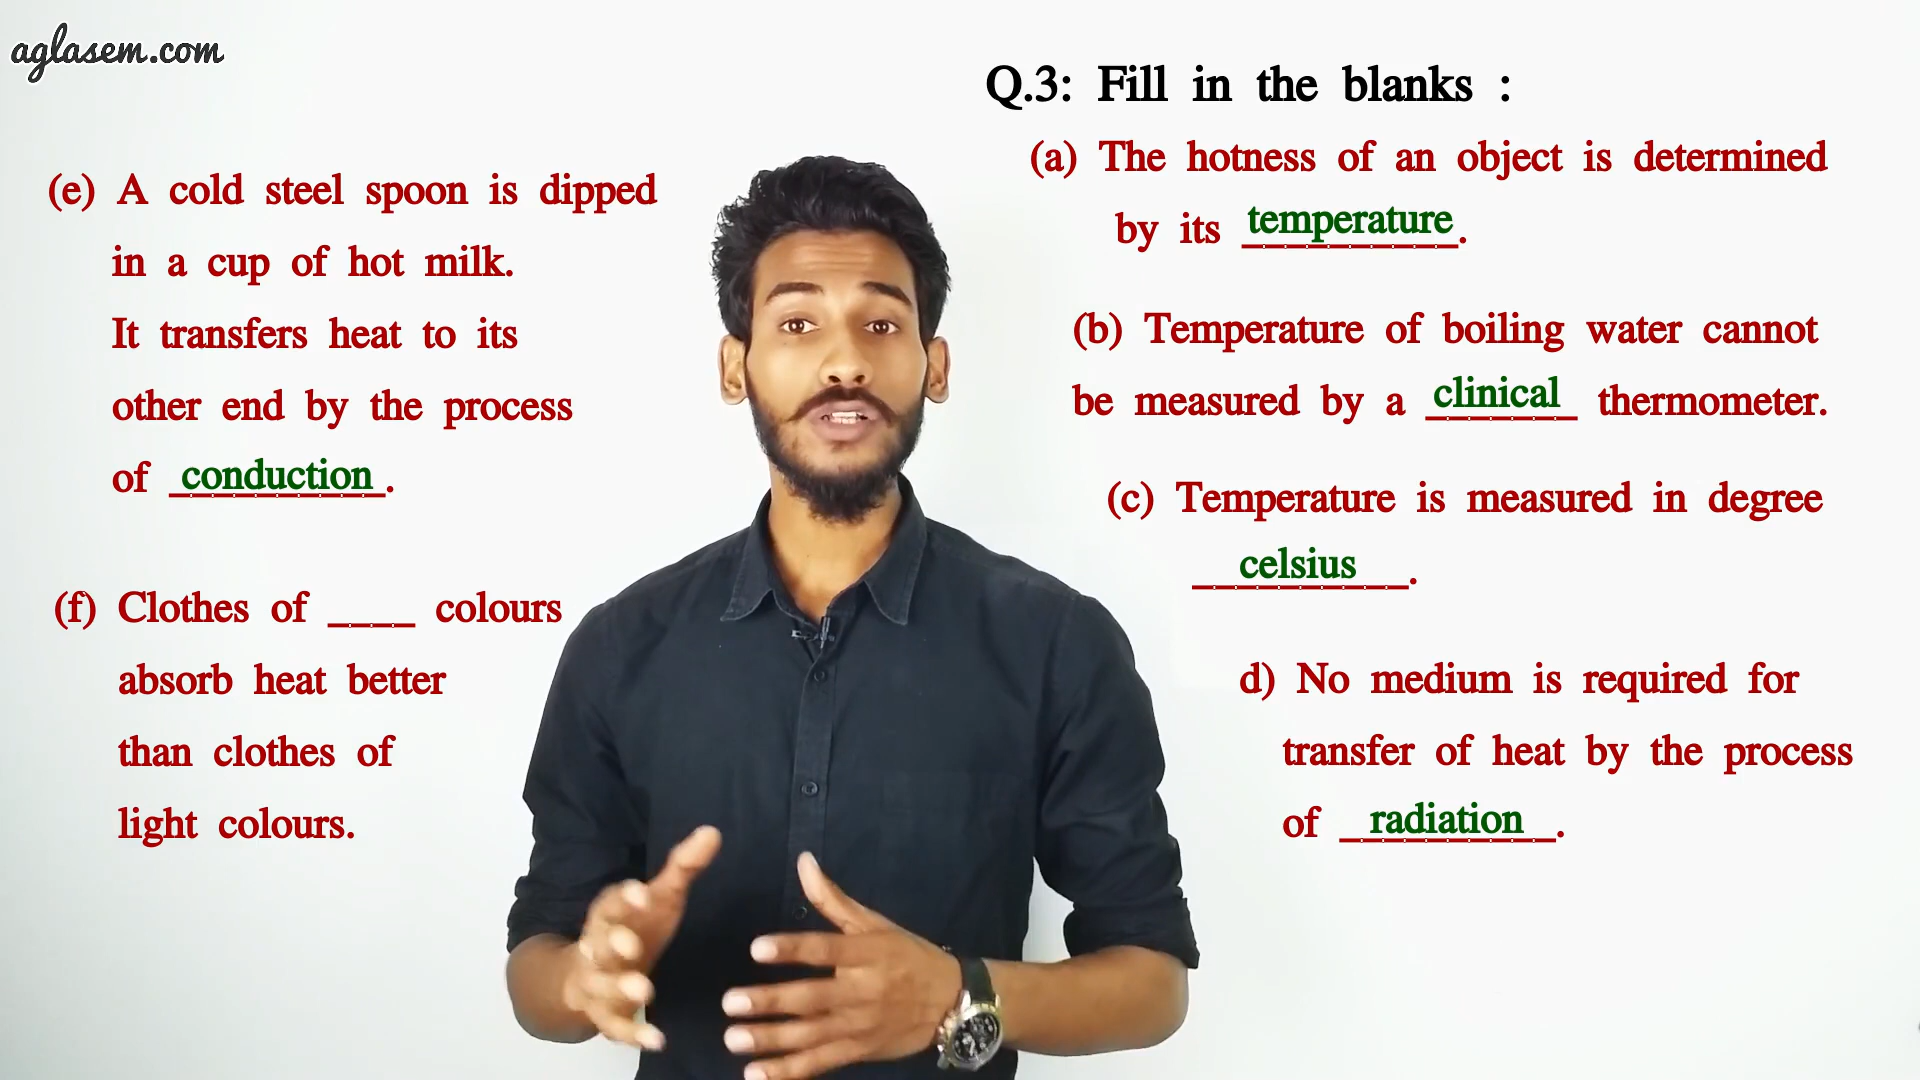 aglasem.com
Q.3: Fill in the blanks :
(a) The hotness of an object is determined
by its temperature.
(b) Temperature of boiling water cannot
be measured by a clinical thermometer.
(c) Temperature is measured in degree
celsius.
d) No medium is required for
transfer of heat by the process
of radiation.
(e) A cold steel spoon is dipped
in a cup of hot milk.
It transfers heat to its
other end by the process
of conduction.
(f) Clothes of ____ colours
absorb heat better
than clothes of
light colours.